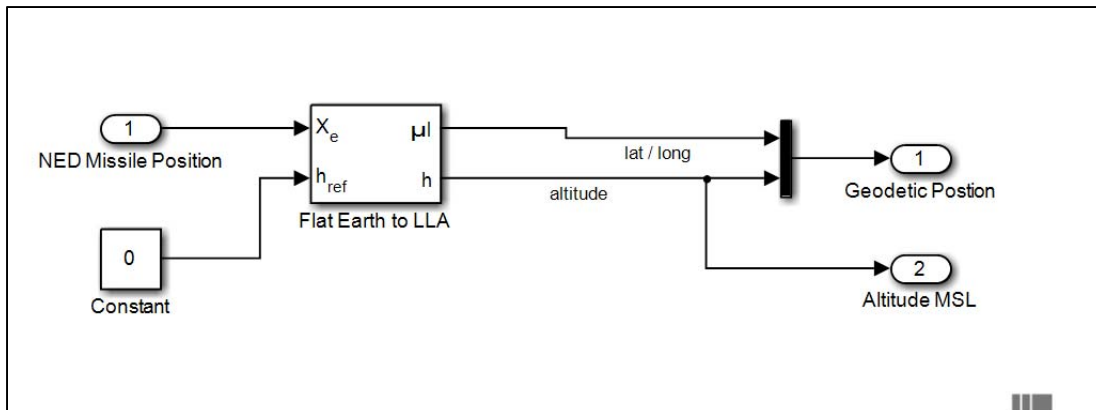 1
NED Missile Position
0
Constant
Xe
href
µl
h
Flat Earth to LLA
lat / long
altitude
1
Geodetic Postion
2
Altitude MSL